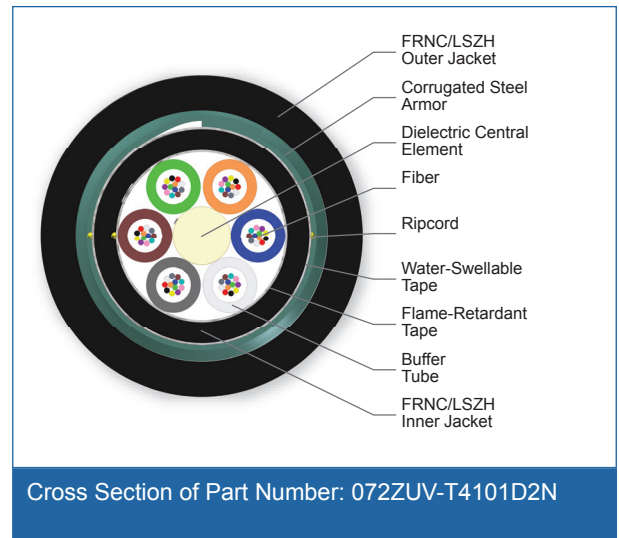 FRNC/LSZH
Outer Jacket
Corrugated Steel
Armor
Dielectric Central
Element
Fiber
Ripcord
Water-Swellable
Tape
Flame-Retardant
Tape
Buffer
Tube
FRNC/LSZH
Inner Jacket
Cross Section of Part Number: 072ZUV-T4101D2N